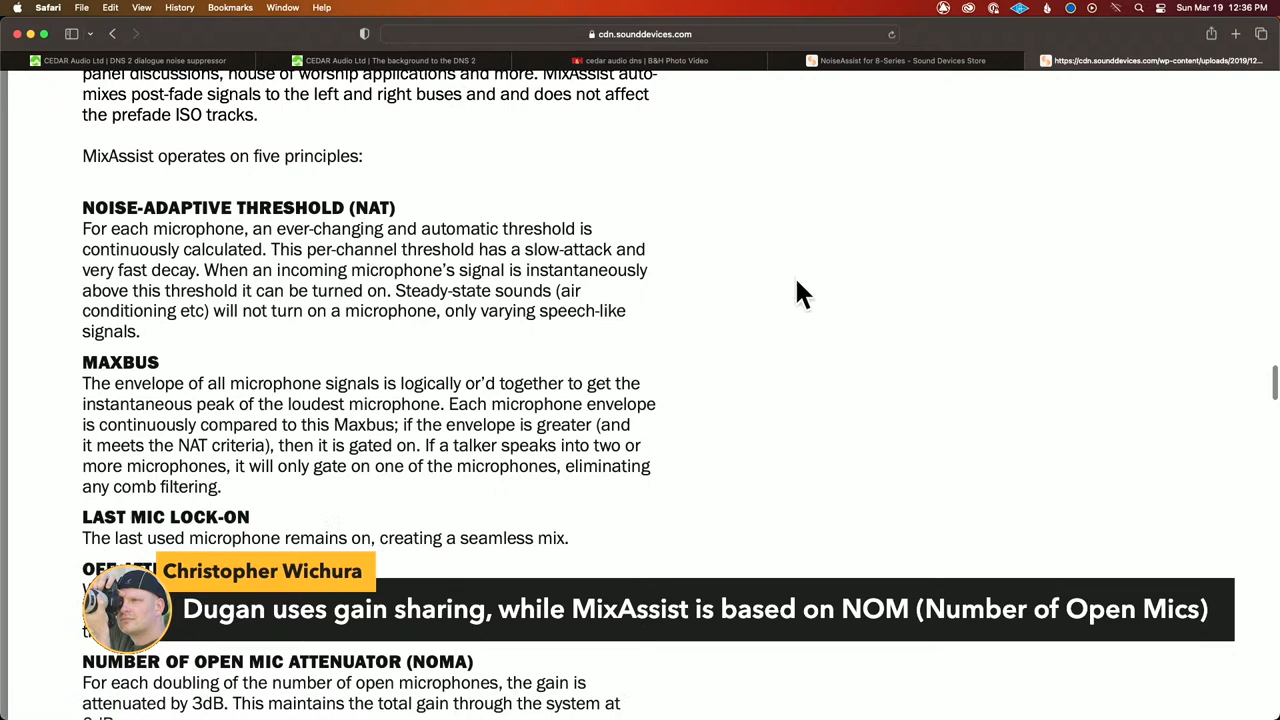 Safari File Edit View History Bookmarks Window Help
Sun Mar 19 12:36 PM
cdn.sounddevices.com
CEDAR Audio Ltd | DNS 2 dialogue noise suppressor
CEDAR Audio Ltd | The background to the DNS 2
cedar audio dns | B&H Photo Video
NoiseAssist for 8-Series - Sound Devices Store
https://cdn.sounddevices.com/wp-content/uploads/2019/12...
panel discussions, house of worship applications and more. MixAssist auto-
mixes post-fade signals to the left and right buses and and does not affect
the prefade ISO tracks.
MixAssist operates on five principles:
NOISE-ADAPTIVE THRESHOLD (NAT)
For each microphone, an ever-changing and automatic threshold is
continuously calculated. This per-channel threshold has a slow-attack and
very fast decay. When an incoming microphone's signal is instantaneously
above this threshold it can be turned on. Steady-state sounds (air
conditioning etc) will not turn on a microphone, only varying speech-like
signals.
MAXBUS
The envelope of all microphone signals is logically or'd together to get the
instantaneous peak of the loudest microphone. Each microphone envelope
is continuously compared to this Maxbus; if the envelope is greater (and
it meets the NAT criteria), then it is gated on. If a talker speaks into two or
more microphones, it will only gate on one of the microphones, eliminating
any comb filtering.
LAST MIC LOCK-ON
The last used microphone remains on, creating a seamless mix.
Christopher Wichura
Dugan uses gain sharing, while MixAssist is based on NOM (Number of Open Mics)
NUMBER OF OPEN MIC ATTENUATOR (NOMA)
For each doubling of the number of open microphones, the gain is
attenuated by 3dB. This maintains the total gain through the system at